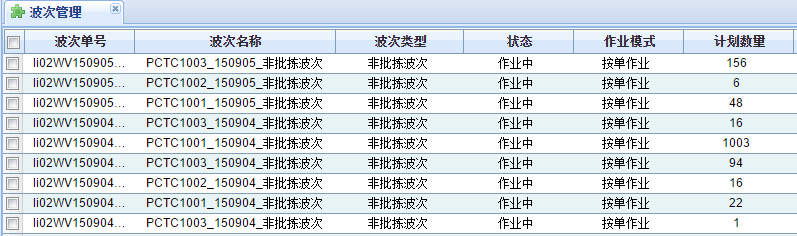 波次管理
波次单号 波次名称 波次类型 状态 作业模式 计划数量
li02WV150905... PCTC1003_150905_非批拣波次 非批拣波次 作业中 按单作业 156
li02WV150905... PCTC1002_150905_非批拣波次 非批拣波次 作业中 按单作业 6
li02WV150905... PCTC1001_150905_非批拣波次 非批拣波次 作业中 按单作业 48
li02WV150904... PCTC1003_150904_非批拣波次 非批拣波次 作业中 按单作业 16
li02WV150904... PCTC1001_150904_非批拣波次 非批拣波次 作业中 按单作业 1003
li02WV150904... PCTC1003_150904_非批拣波次 非批拣波次 作业中 按单作业 94
li02WV150904... PCTC1002_150904_非批拣波次 非批拣波次 作业中 按单作业 16
li02WV150904... PCTC1001_150904_非批拣波次 非批拣波次 作业中 按单作业 22
li02WV150904... PCTC1003_150904_非批拣波次 非批拣波次 作业中 按单作业 1